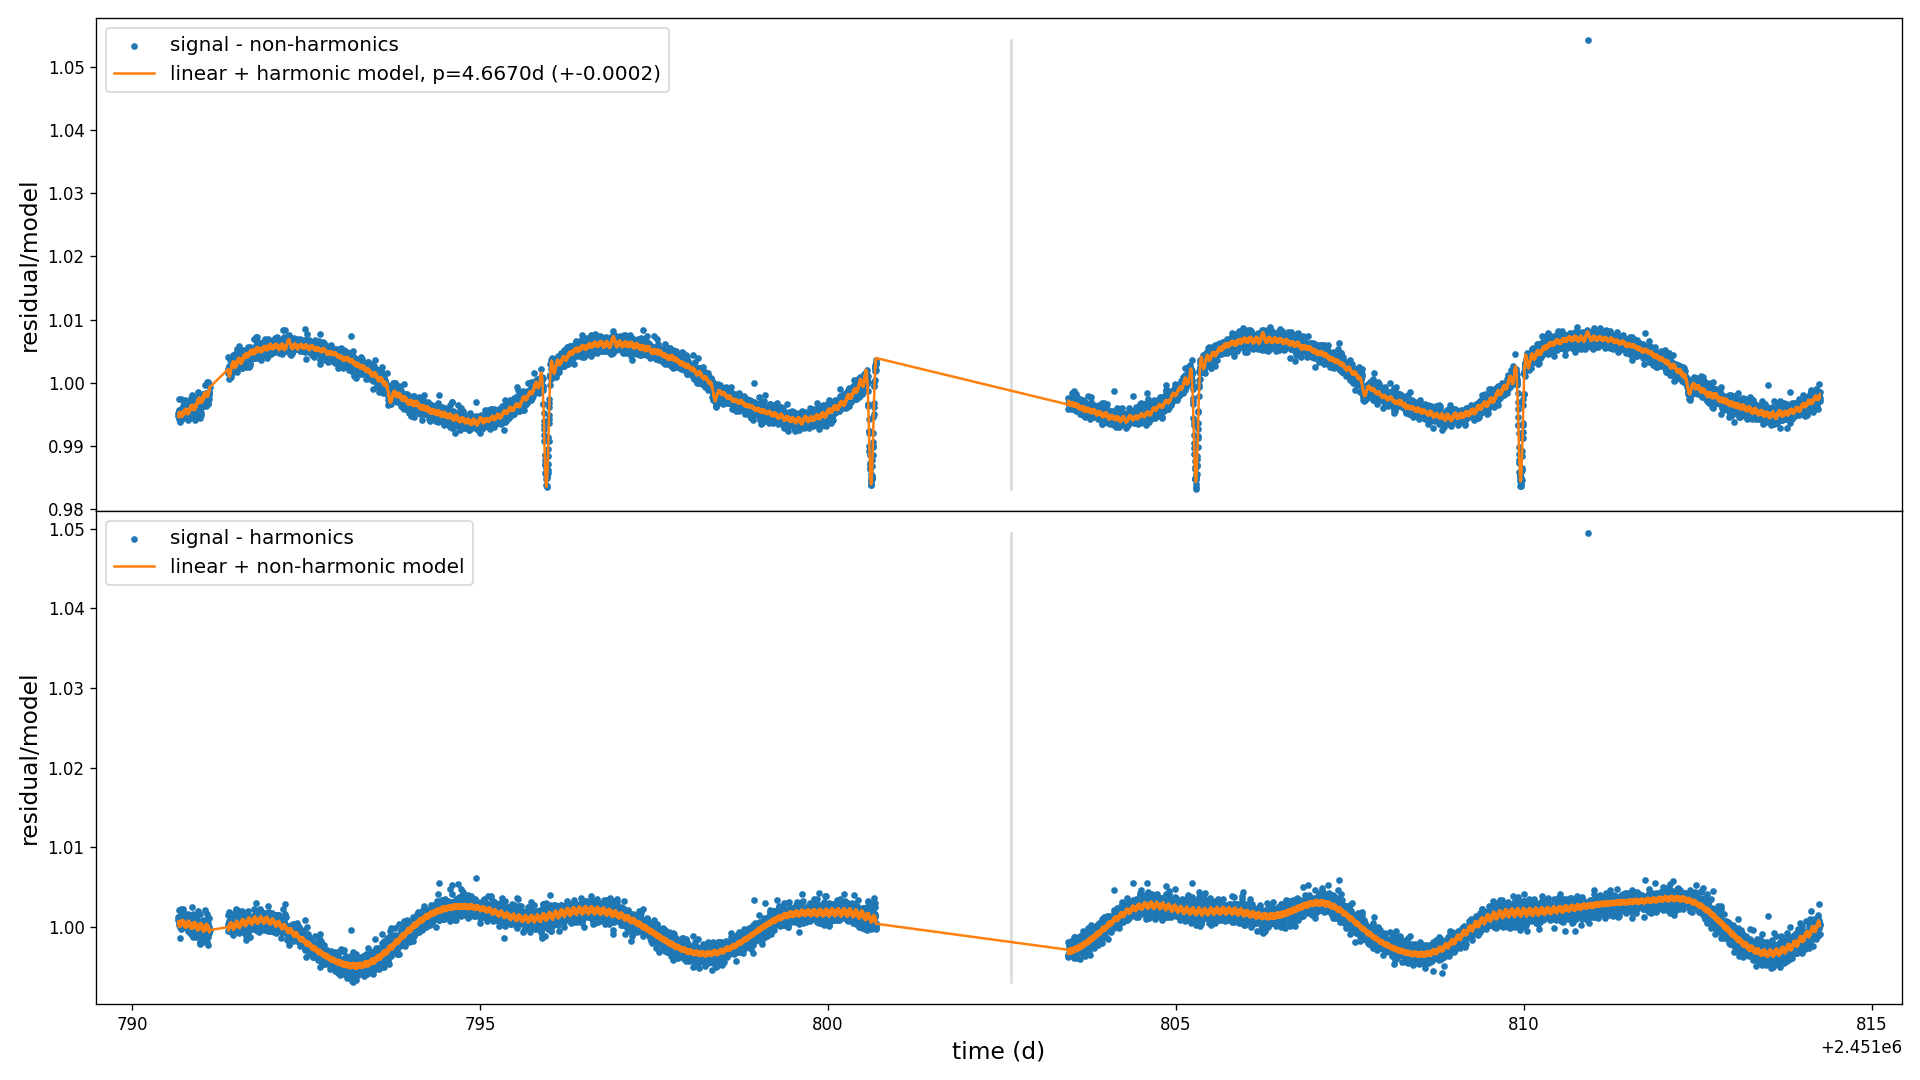 signal - non-harmonics
linear + harmonic model, p=4.6670d (+-0.0002)
1.05
1.04
1.03
1.02
1.01
1.00
0.99
0.98
residual/model
signal - harmonics
linear + non-harmonic model
1.05
1.04
1.03
1.02
1.01
1.00
residual/model
790
795
800
805
810
815
+2.451e6
time (d)